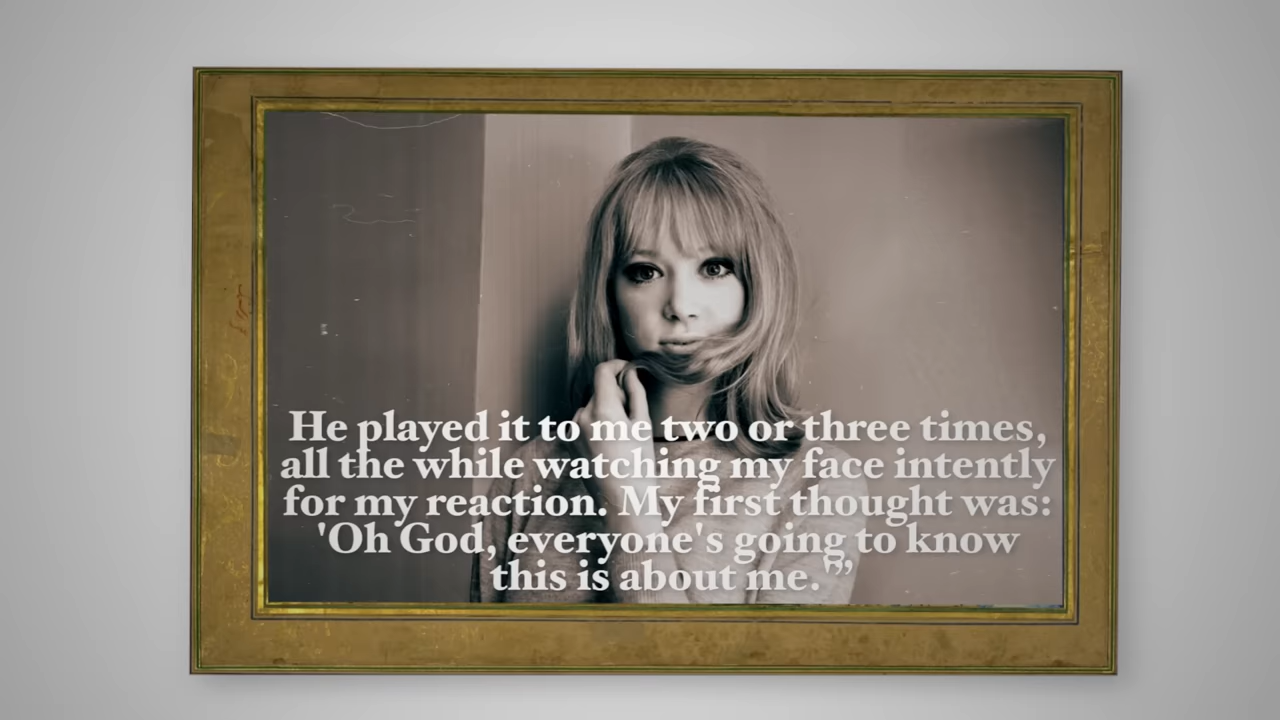 He played it to me two or three times,
all the while watching my face intently
for my reaction. My first thought was:
'Oh God, everyone's going to know
this is about me.'”